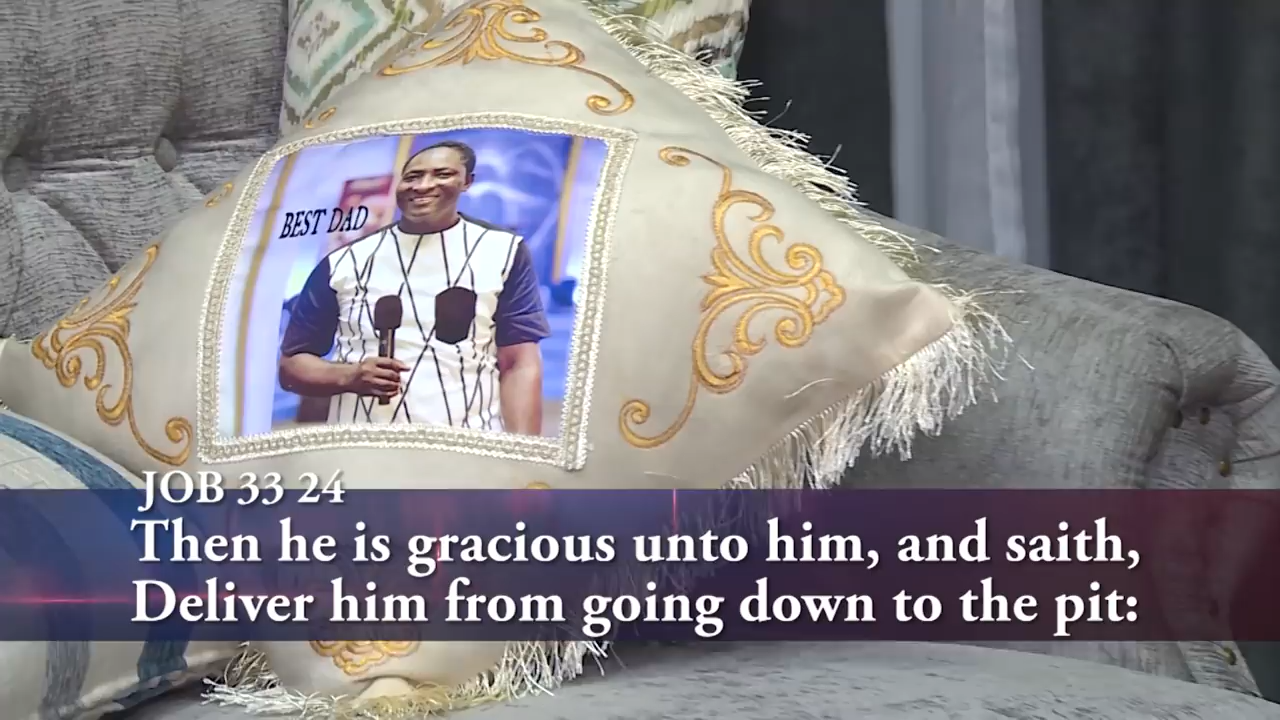 BEST DAD
JOB 33 24
Then he is gracious unto him, and saith,
Deliver him from going down to the pit: